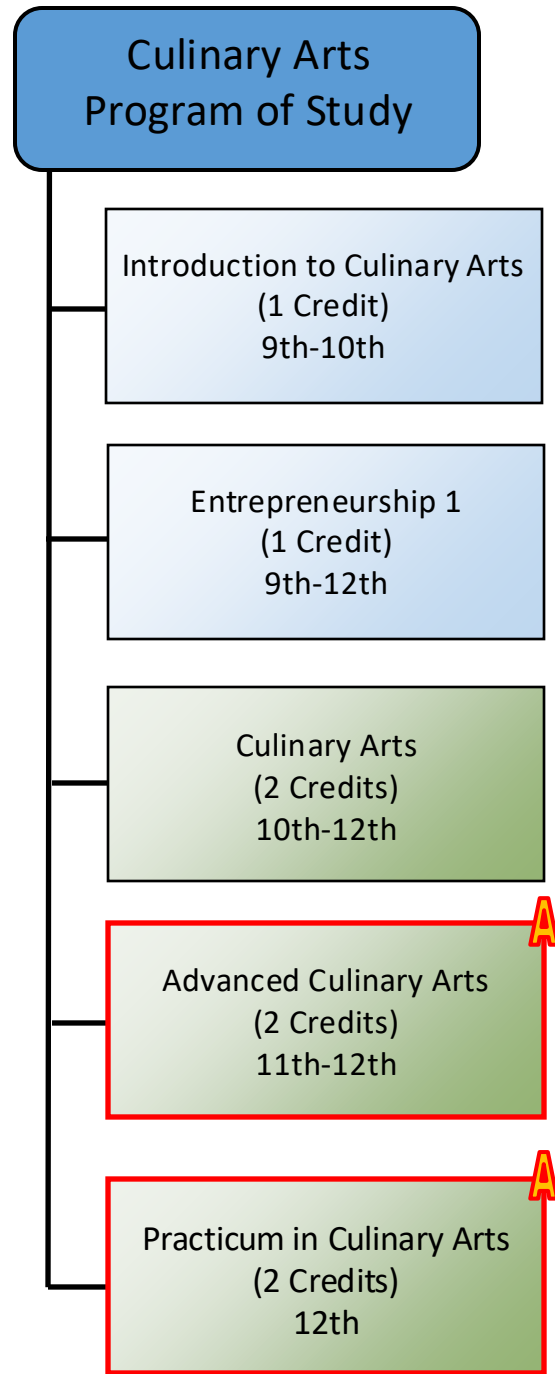 Culinary Arts
Program of Study
Introduction to Culinary Arts
(1 Credit)
9th-10th
Entrepreneurship 1
(1 Credit)
9th-12th
Culinary Arts
(2 Credits)
10th-12th
A
Advanced Culinary Arts
(2 Credits)
11th-12th
A
Practicum in Culinary Arts
(2 Credits)
12th